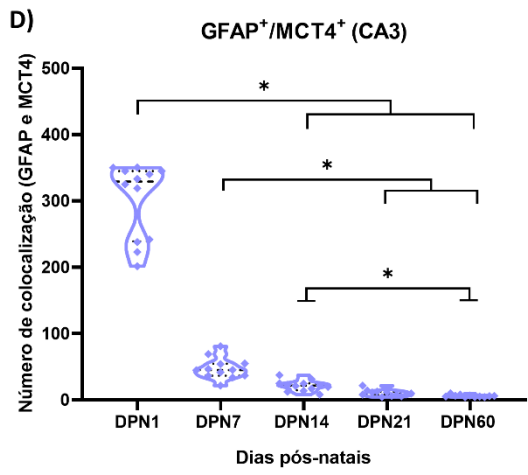 D)
GFAP⁺/MCT4⁺ (CA3)
Número de colocalização (GFAP e MCT4)
500
400
300
200
100
0
*
*
*
DPN1 DPN7 DPN14 DPN21 DPN60
Dias pós-natais